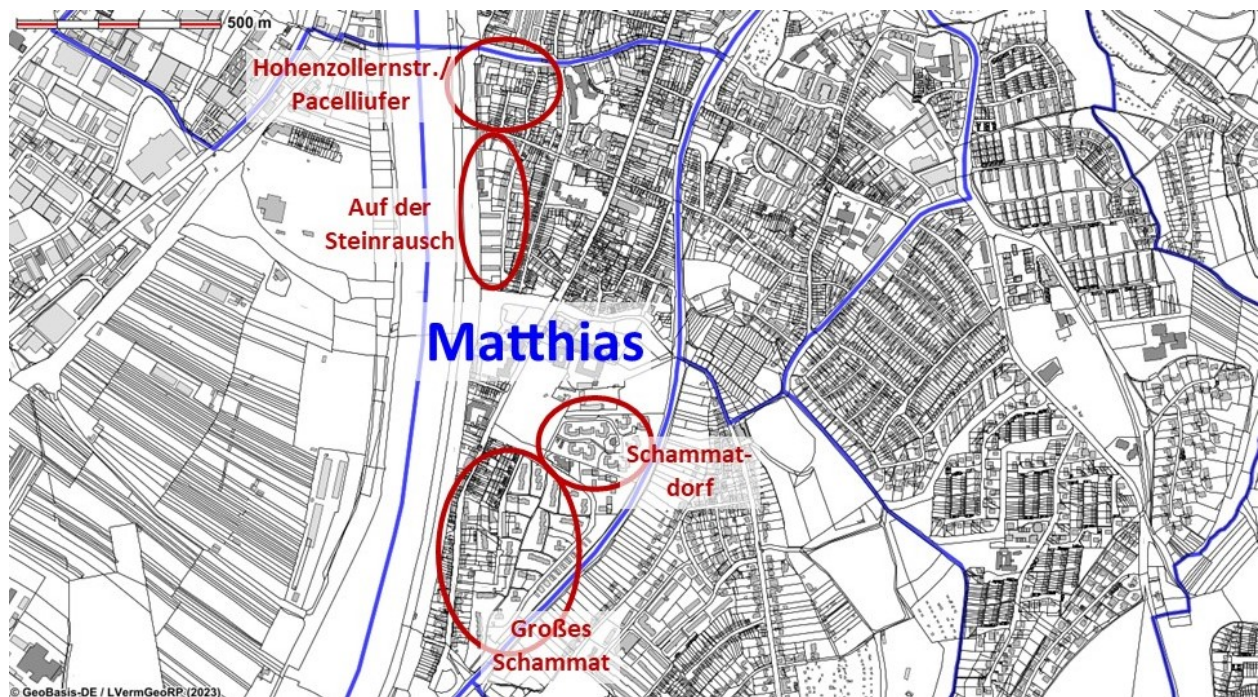 500 m
Hohenzollernstr./
Pacelliufer
Auf der
Steinrausch
Matthias
Schammat-
dorf
Großes
Schammat
© GeoBasis-DE / LVermGeoRP (2023)